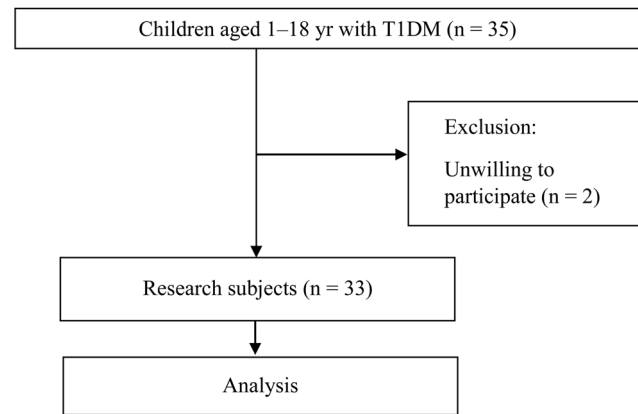 Children aged 1–18 yr with T1DM (n = 35)
Exclusion:
Unwilling to
participate (n = 2)
Research subjects (n = 33)
Analysis